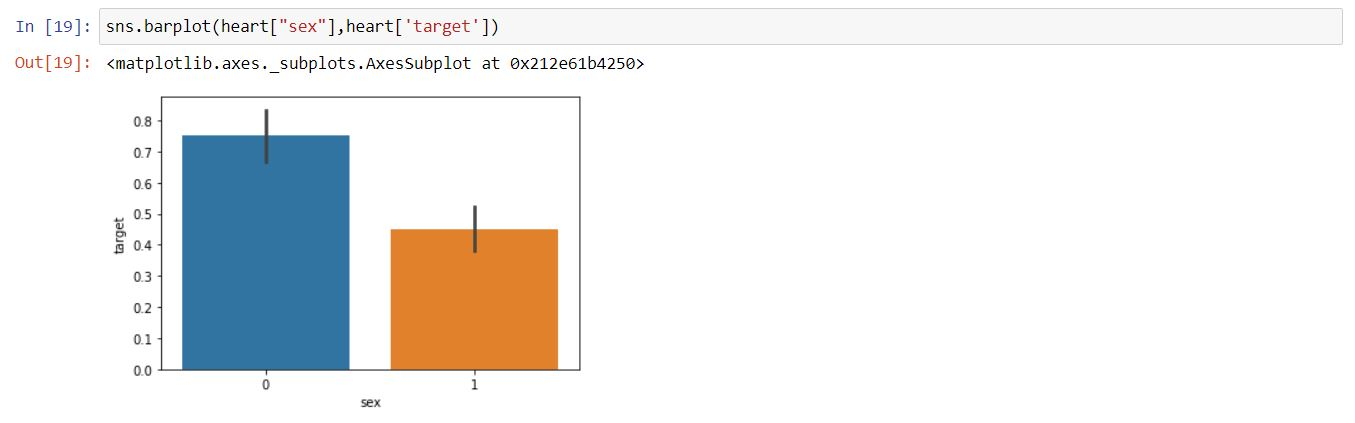 In [19]: sns.barplot(heart["sex"],heart['target'])
Out[19]: <matplotlib.axes._subplots.AxesSubplot at 0x212e61b4250>
0.8
0.7
0.6
0.5
0.4
0.3
0.2
0.1
0.0
target
0 1
sex